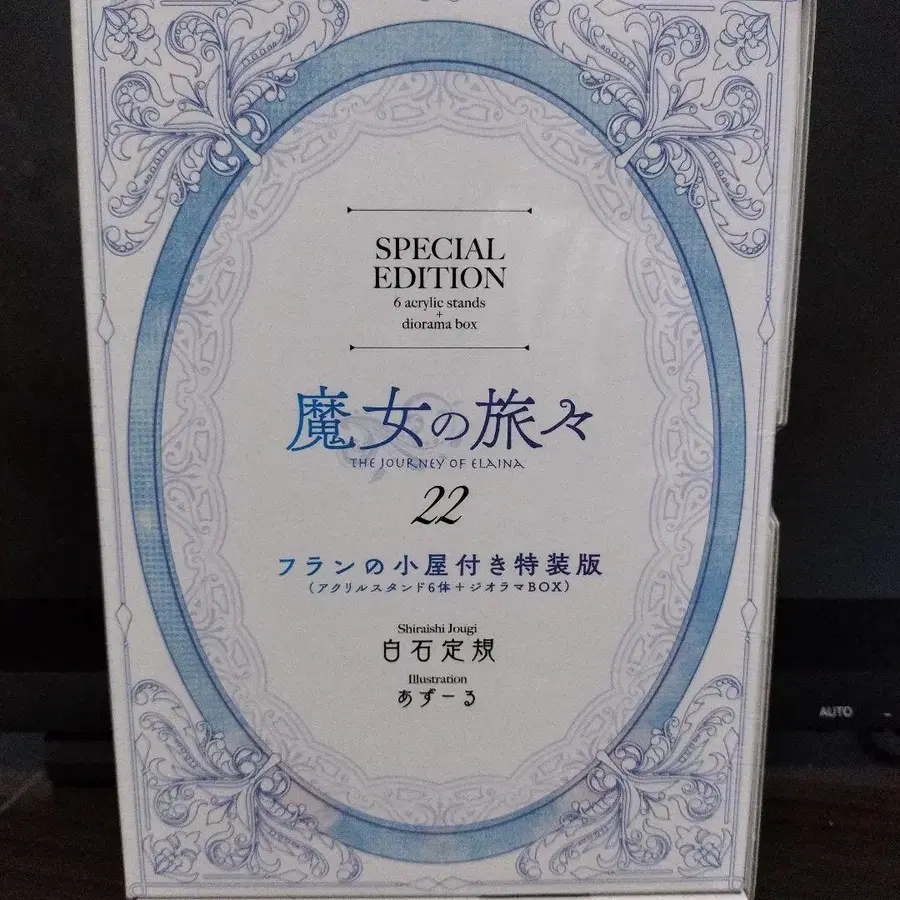 SPECIAL
EDITION
6 acrylic stands
+
diorama box
魔女の旅々
THE JOURNEY OF ELAINA
22
フランの小屋付き特装版
(アクリルスタンド6体+ジオラマBOX)
Shiraishi Jougi
白石定規
Illustration
あずーる
AUTO